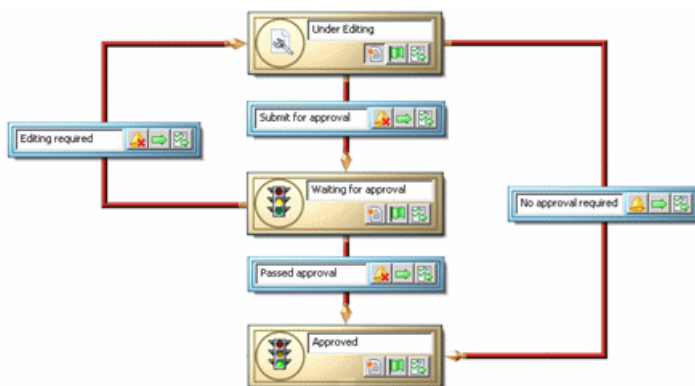 Under Editing
Submit for approval
Editing required
Waiting for approval
No approval required
Passed approval
Approved